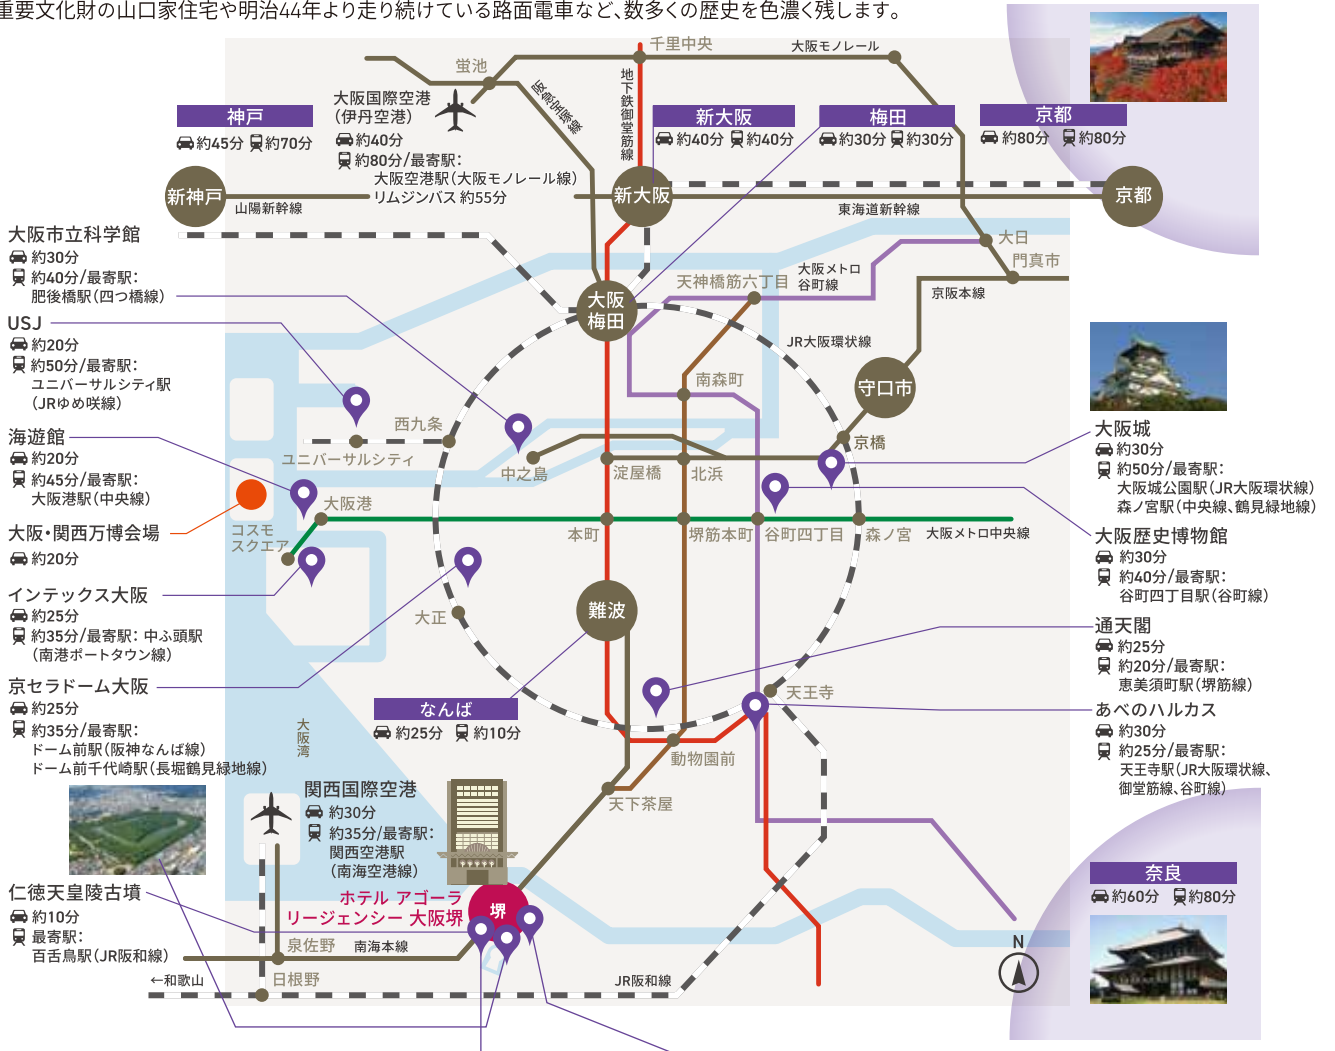 重要文化財の山口家住宅や明治44年より走り続けている路面電車など、数多くの歴史を色濃く残します。
千里中央
大阪モノレール
蛍池
阪急宝塚線
地下鉄御堂筋線
大阪国際空港
(伊丹空港)
約40分
約80分/最寄駅:
大阪空港駅(大阪モノレール線)
リムジンバス 約55分
神戸
約45分 約70分
新大阪
約40分 約40分
梅田
約30分 約30分
京都
約80分 約80分
新神戸
山陽新幹線
新大阪
東海道新幹線
京都
大阪市立科学館
約30分
約40分/最寄駅:
肥後橋駅(四つ橋線)
大日
門真市
天神橋筋六丁目
大阪メトロ
谷町線
京阪本線
大阪
梅田
USJ
約20分
約50分/最寄駅:
ユニバーサルシティ駅
(JRゆめ咲線)
JR大阪環状線
南森町
守口市
西九条
ユニバーサルシティ
中之島
淀屋橋
北浜
京橋
大阪城
約30分
約50分/最寄駅:
大阪城公園駅(JR大阪環状線)
森ノ宮駅(中央線、鶴見緑地線)
海遊館
約20分
約45分/最寄駅:
大阪港駅(中央線)
大阪港
大阪・関西万博会場
約20分
コスモ
スクエア
本町
堺筋本町
谷町四丁目
森ノ宮
大阪メトロ中央線
大阪歴史博物館
約30分
約40分/最寄駅:
谷町四丁目駅(谷町線)
インテックス大阪
約25分
約35分/最寄駅: 中ふ頭駅
(南港ポートタウン線)
大正
難波
通天閣
約25分
約20分/最寄駅:
恵美須町駅(堺筋線)
京セラドーム大阪
約25分
約35分/最寄駅:
ドーム前駅(阪神なんば線)
ドーム前千代崎駅(長堀鶴見緑地線)
大阪湾
なんば
約25分 約10分
天王寺
動物園前
天下茶屋
あべのハルカス
約30分
約25分/最寄駅:
天王寺駅(JR大阪環状線、
御堂筋線、谷町線)
関西国際空港
約30分
約35分/最寄駅:
関西空港駅
(南海空港線)
ホテル アゴーラ
リージェンシー 大阪堺
堺
仁徳天皇陵古墳
約10分
最寄駅:
百舌鳥駅(JR阪和線)
泉佐野
南海本線
←和歌山
日根野
JR阪和線
奈良
約60分 約80分
N